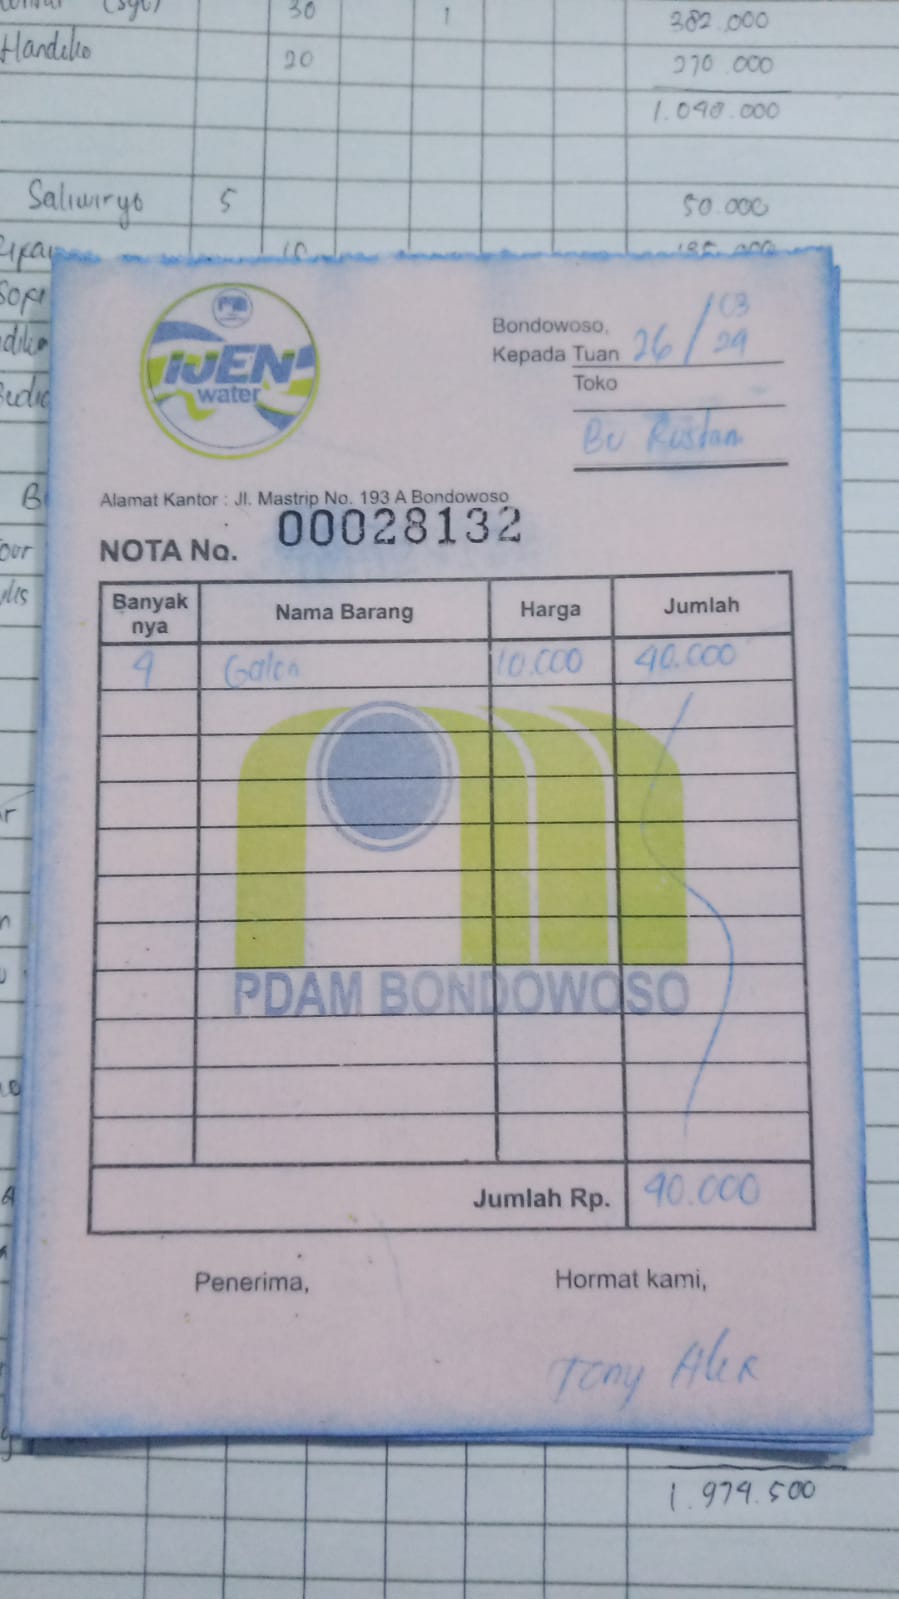 (Sgt) 30 1 382.000
Handiko 20 270.000
1.090.000
Saliwiryo 5 50.000
10
IJEN
water
Bondowoso, 26/03
Kepada Tuan 24
Toko
Bu Rustam
Alamat Kantor : Jl. Mastrip No. 193 A Bondowoso
NOTA No. 00028132
Banyak nya Nama Barang Harga Jumlah
4 Galon 10.000 40.000
PDAM BONDOWOSO
Jumlah Rp. 40.000
Penerima, Hormat kami,
Tony Alex
1.979.500